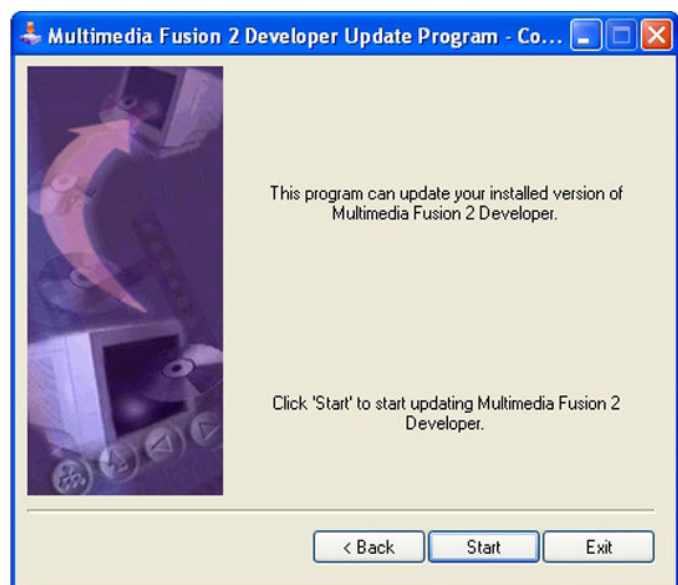 Multimedia Fusion 2 Developer Update Program - Co...
This program can update your installed version of
Multimedia Fusion 2 Developer.
Click 'Start' to start updating Multimedia Fusion 2
Developer.
< Back
Start
Exit